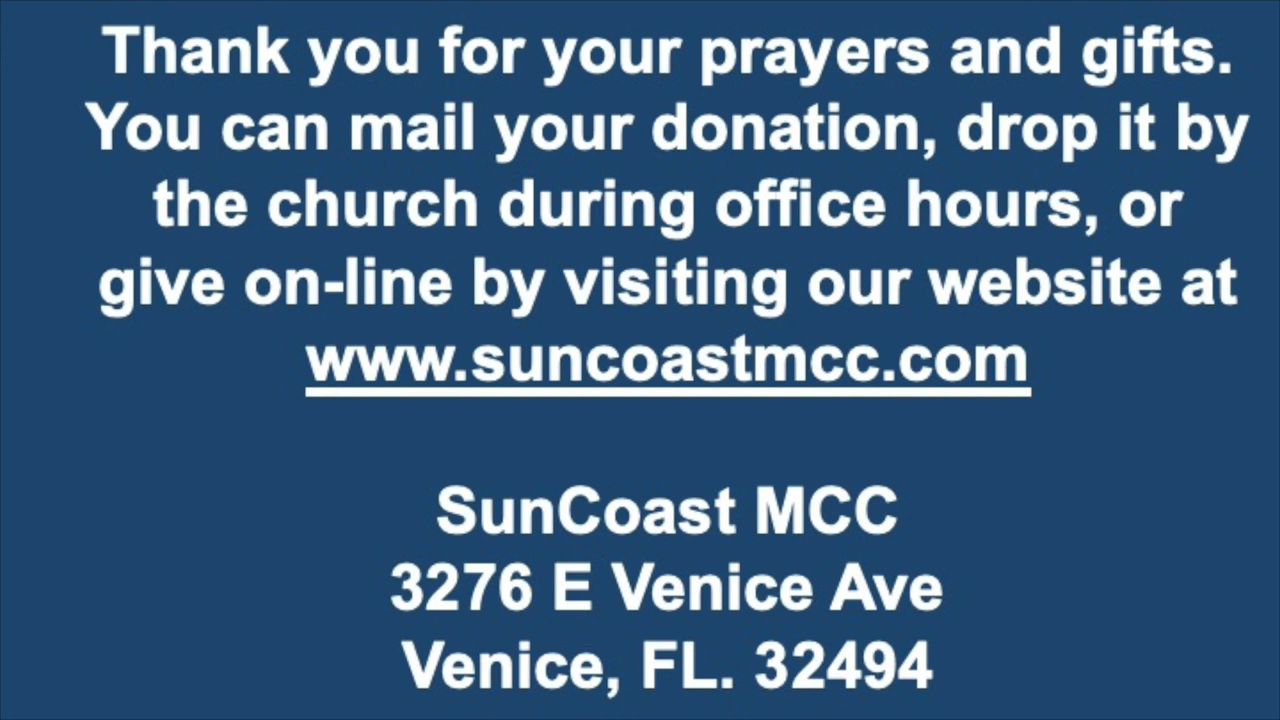 Thank you for your prayers and gifts.
You can mail your donation, drop it by
the church during office hours, or
give on-line by visiting our website at
www.suncoastmcc.com
SunCoast MCC
3276 E Venice Ave
Venice, FL. 32494